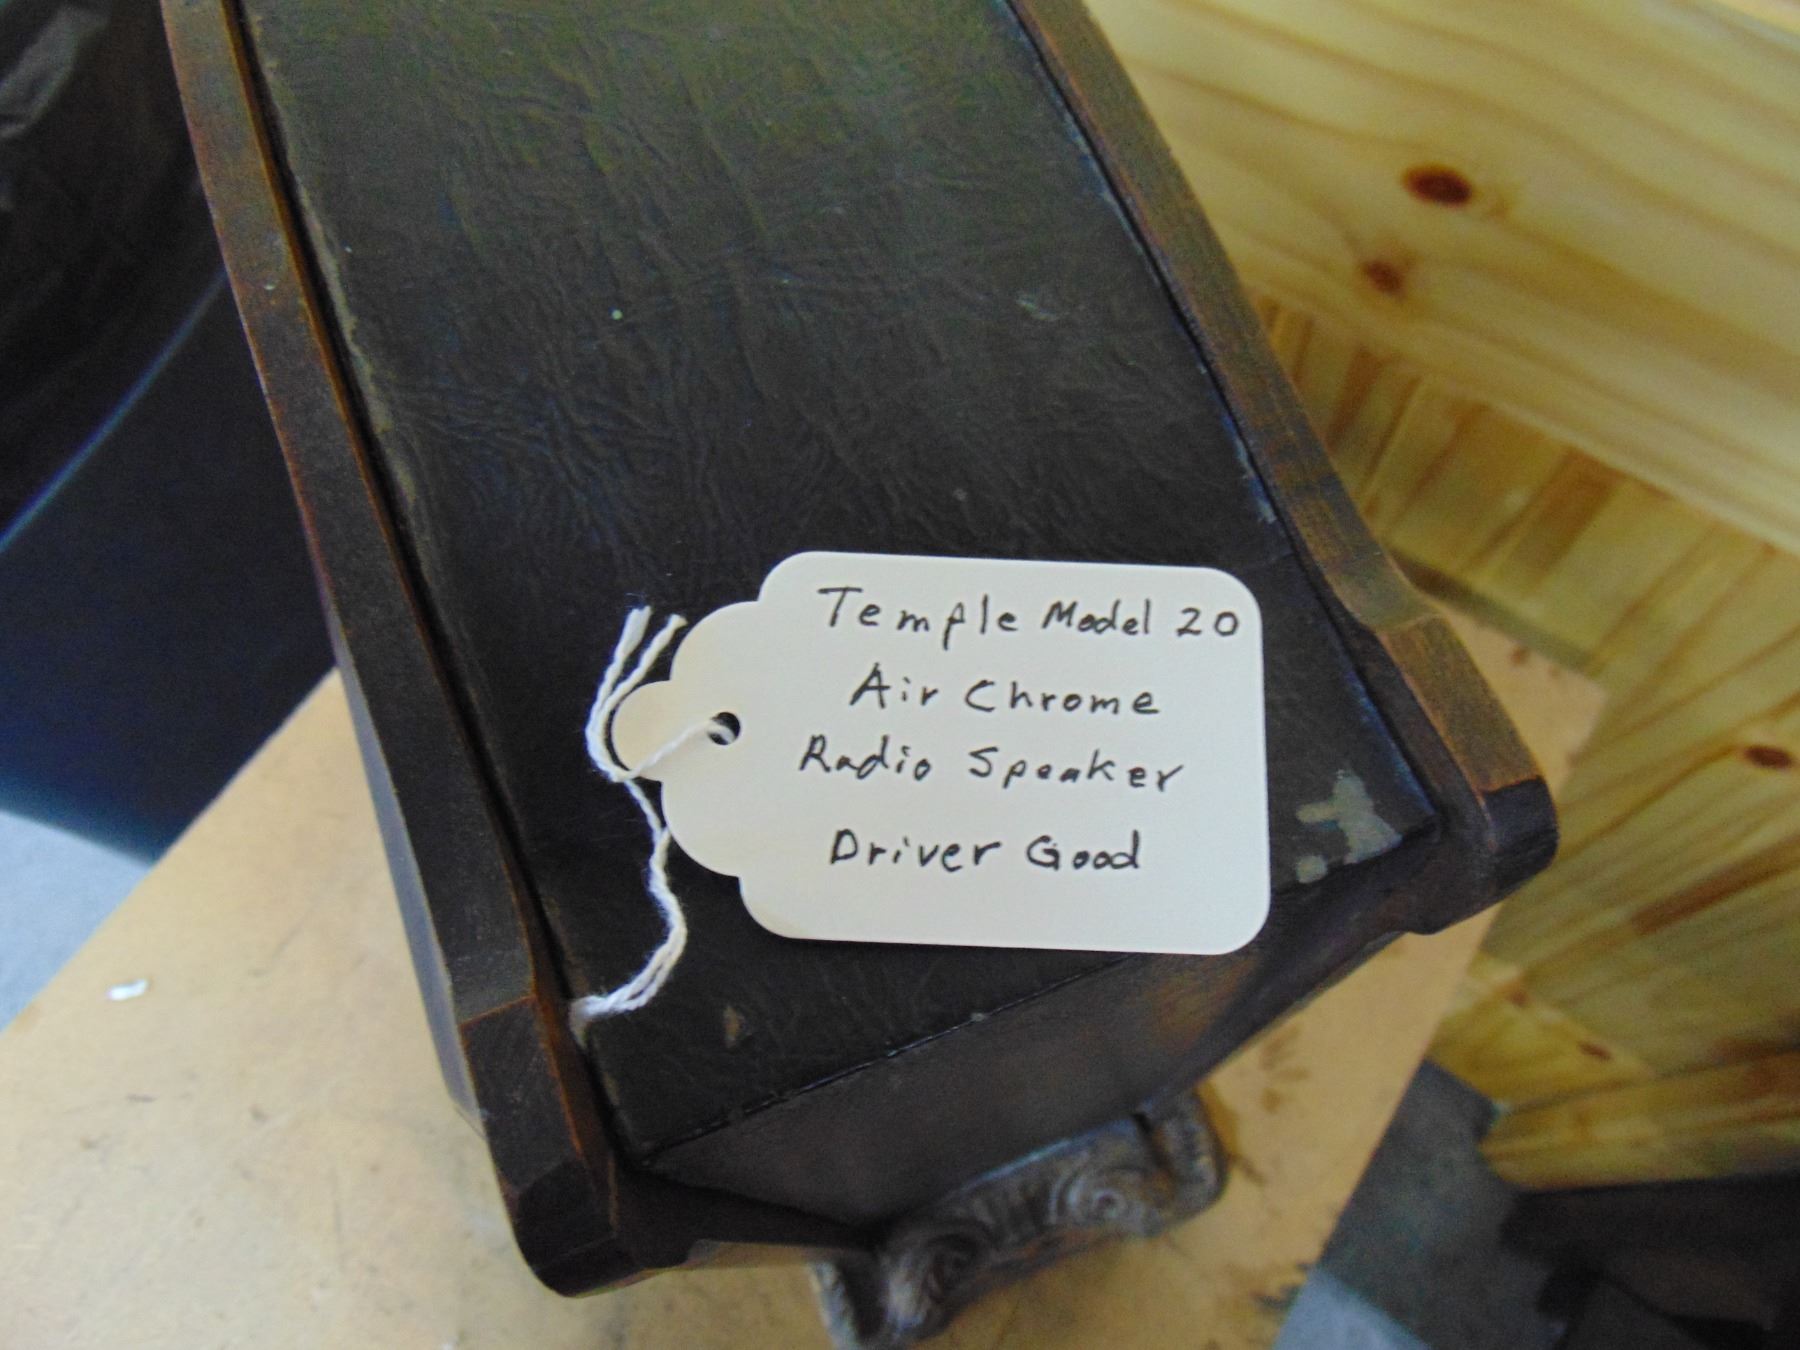 Temple Model 20
Air Chrome
Radio Speaker
Driver Good